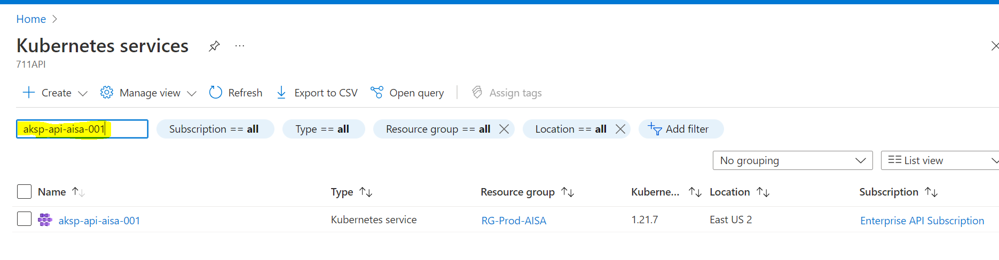 Home
Kubernetes services
711API
Create
Manage view
Refresh
Export to CSV
Open query
Assign tags
aksp-api-aisa-001
Subscription == all
Type == all
Resource group == all
Location == all
Add filter
No grouping
List view
Name
Type
Resource group
Kuberne...
Location
Subscription
aksp-api-aisa-001
Kubernetes service
RG-Prod-AISA
1.21.7
East US 2
Enterprise API Subscription